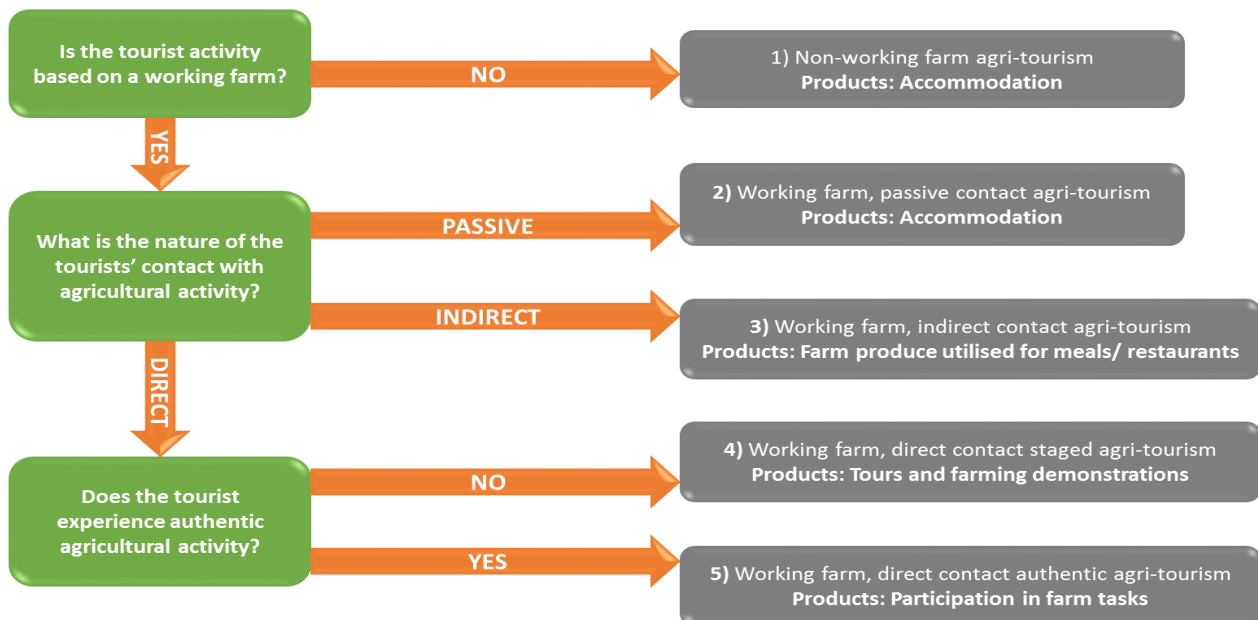 Is the tourist activity
based on a working farm?
NO
1) Non-working farm agri-tourism
Products: Accommodation
YES
2) Working farm, passive contact agri-tourism
Products: Accommodation
PASSIVE
What is the nature of the
tourists’ contact with
agricultural activity?
INDIRECT
3) Working farm, indirect contact agri-tourism
Products: Farm produce utilised for meals/ restaurants
DIRECT
4) Working farm, direct contact staged agri-tourism
Products: Tours and farming demonstrations
NO
Does the tourist
experience authentic
agricultural activity?
YES
5) Working farm, direct contact authentic agri-tourism
Products: Participation in farm tasks